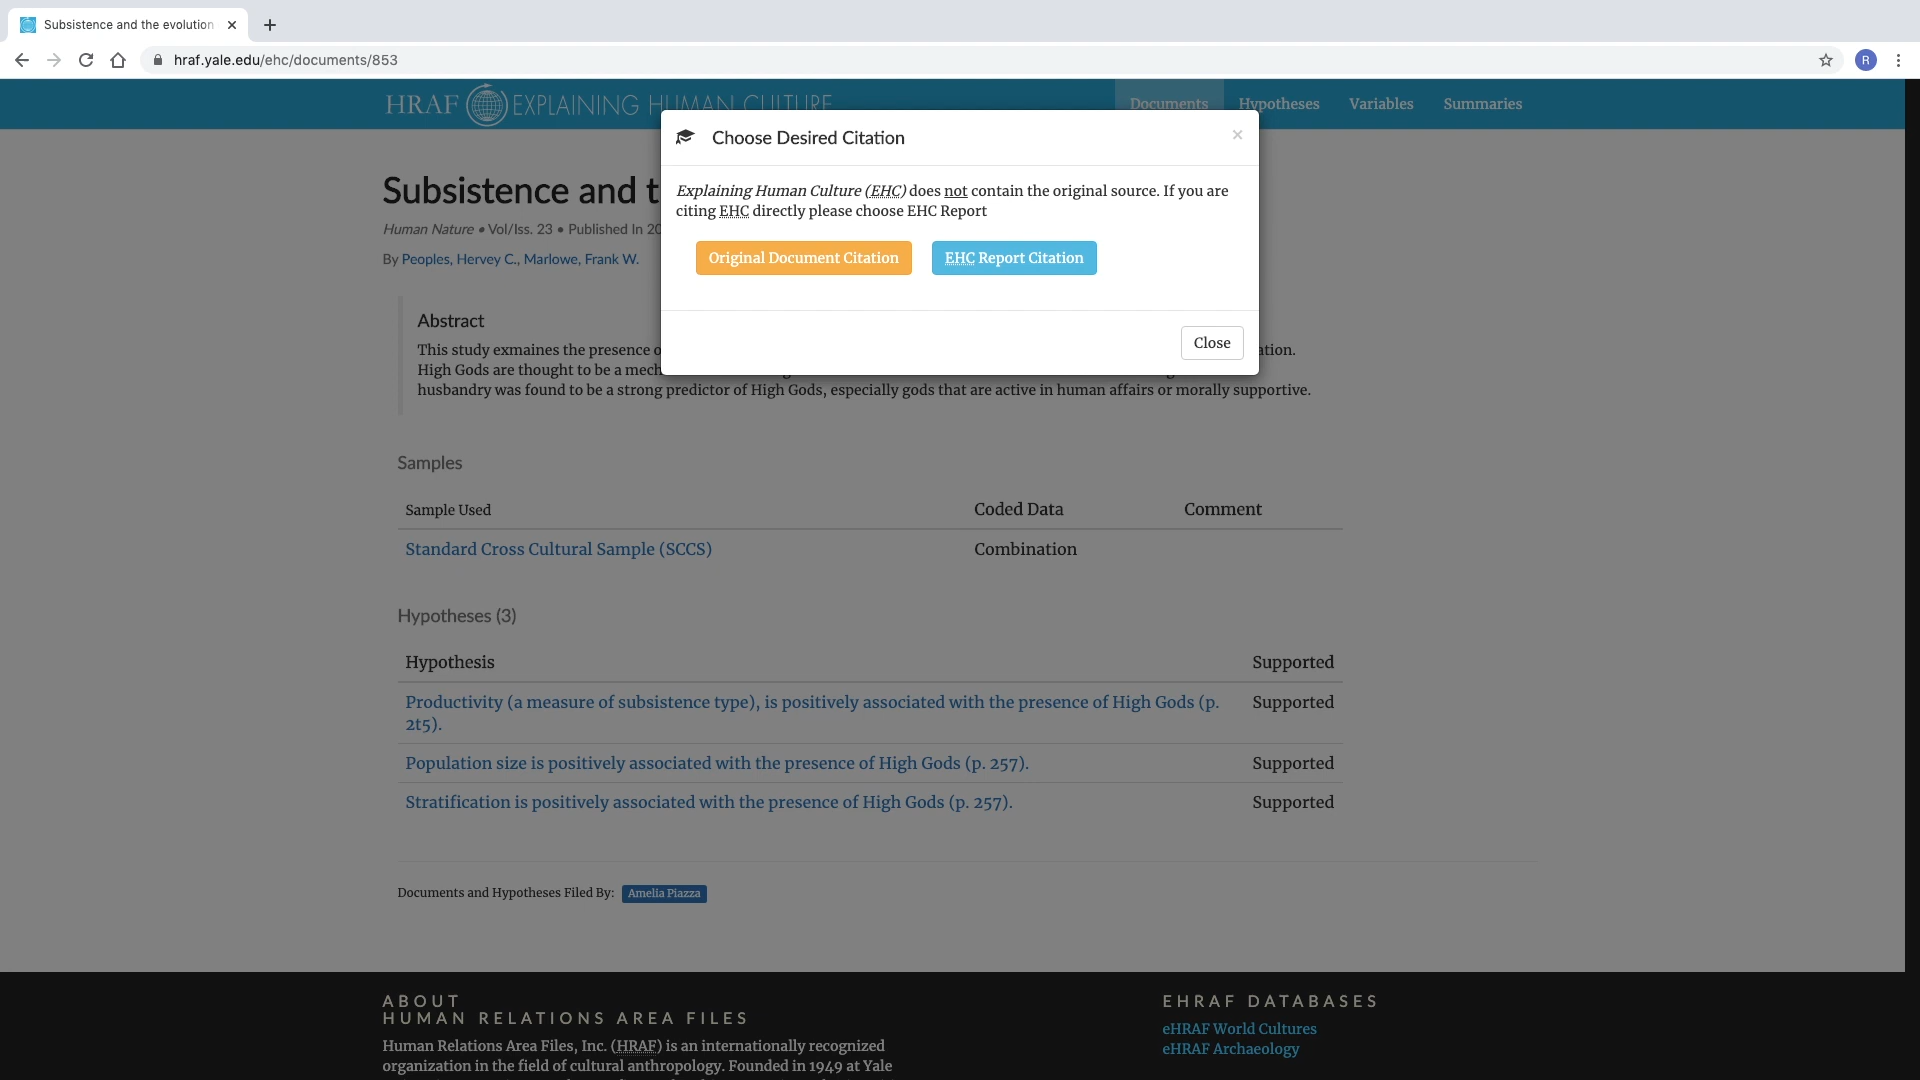 Subsistence and the evolution
hraf.yale.edu/ehc/documents/853
R
HRAF EXPLAINING HUMAN CULTURE
Documents
Hypotheses
Variables
Summaries
Choose Desired Citation
×
Explaining Human Culture (EHC) does not contain the original source. If you are
citing EHC directly please choose EHC Report
Original Document Citation
EHC Report Citation
Close
Subsistence and t
Human Nature • Vol/Iss. 23 • Published In 20
By Peoples, Hervey C., Marlowe, Frank W.
Abstract
This study exmaines the presence o
ation.
High Gods are thought to be a mech
husbandry was found to be a strong predictor of High Gods, especially gods that are active in human affairs or morally supportive.
Samples
Sample Used Coded Data Comment
Standard Cross Cultural Sample (SCCS) Combination
Hypotheses (3)
Hypothesis Supported
Productivity (a measure of subsistence type), is positively associated with the presence of High Gods (p. Supported
2t5).
Population size is positively associated with the presence of High Gods (p. 257). Supported
Stratification is positively associated with the presence of High Gods (p. 257). Supported
Documents and Hypotheses Filed By: Amelia Piazza
ABOUT
HUMAN RELATIONS AREA FILES
Human Relations Area Files, Inc. (HRAF) is an internationally recognized
organization in the field of cultural anthropology. Founded in 1949 at Yale
EHRAF DATABASES
eHRAF World Cultures
eHRAF Archaeology